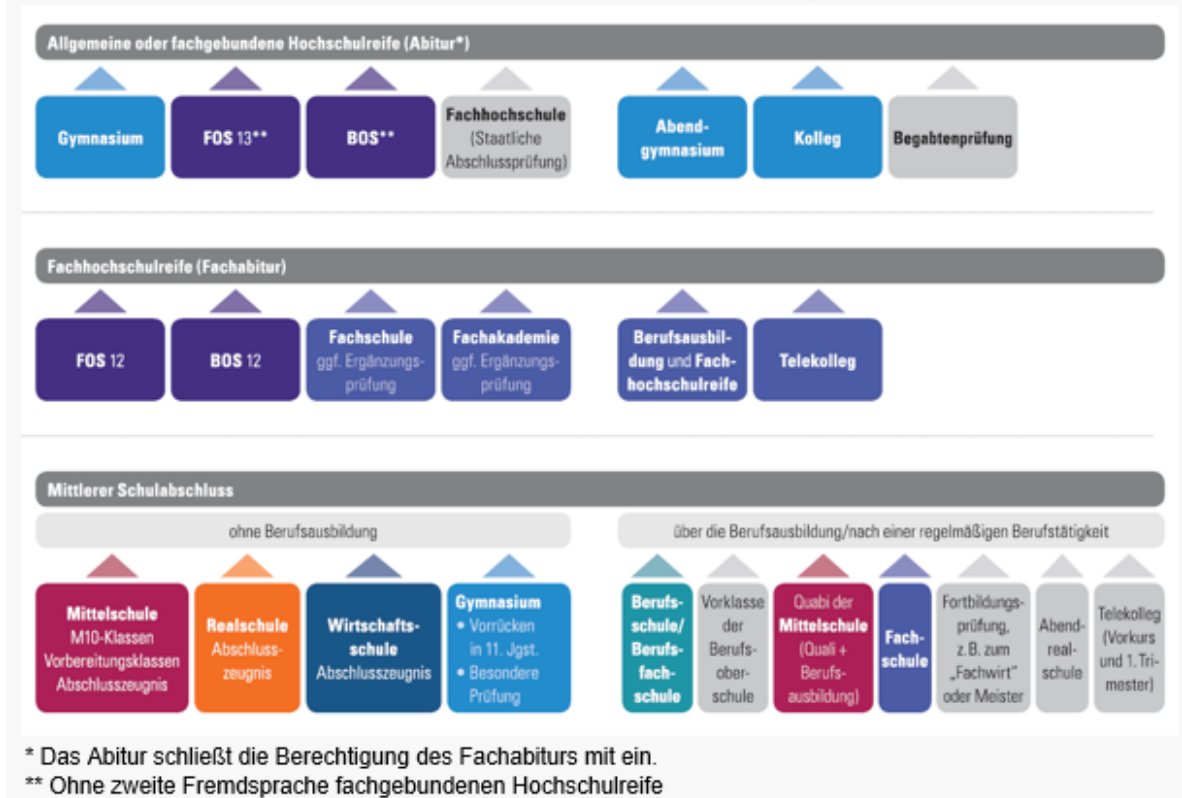 Allgemeine oder fachgebundene Hochschulreife (Abitur*)
Gymnasium
FOS 13**
BOS**
Fachhochschule
(Staatliche
Abschlussprüfung)
Abend-
gymnasium
Kolleg
Begabtenprüfung
Fachhochschulreife (Fachabitur)
FOS 12
BOS 12
Fachschule
ggf. Ergänzungs-
prüfung
Fachakademie
ggf. Ergänzungs-
prüfung
Berufsausbil-
dung und Fach-
hochschulreife
Telekolleg
Mittlerer Schulabschluss
ohne Berufsausbildung
über die Berufsausbildung/nach einer regelmäßigen Berufstätigkeit
Mittelschule
M10-Klassen
Vorbereitungsklassen
Abschlusszeugnis
Realschule
Abschluss-
zeugnis
Wirtschafts-
schule
Abschlusszeugnis
Gymnasium
• Vorrücken
in 11. Jgst.
• Besondere
Prüfung
Berufs-
schule/
Berufs-
fach-
schule
Vorklasse
der
Berufs-
ober-
schule
Quabi der
Mittelschule
(Quali +
Berufs-
ausbildung)
Fach-
schule
Fortbildungs-
prüfung,
z.B. zum
„Fachwirt"
oder Meister
Abend-
real-
schule
Telekolleg
(Vorkurs
und 1. Tri-
mester)
* Das Abitur schließt die Berechtigung des Fachabiturs mit ein.
** Ohne zweite Fremdsprache fachgebundenen Hochschulreife